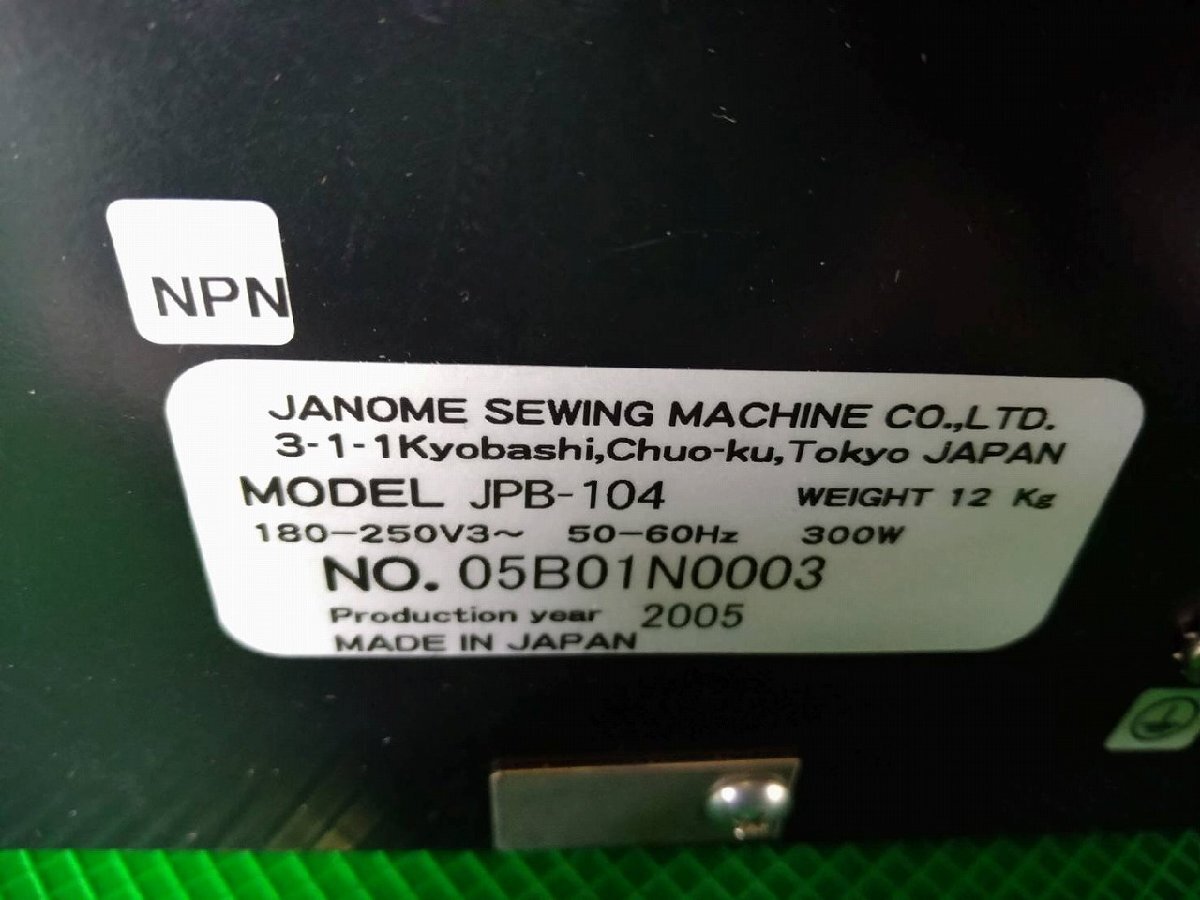 NPN
JANOME SEWING MACHINE CO.,LTD.
3-1-1Kyobashi,Chuo-ku,Tokyo JAPAN
MODEL JPB-104 WEIGHT 12 Kg
180-250V3~ 50-60Hz 300W
NO. 05B01N0003
Production year 2005
MADE IN JAPAN